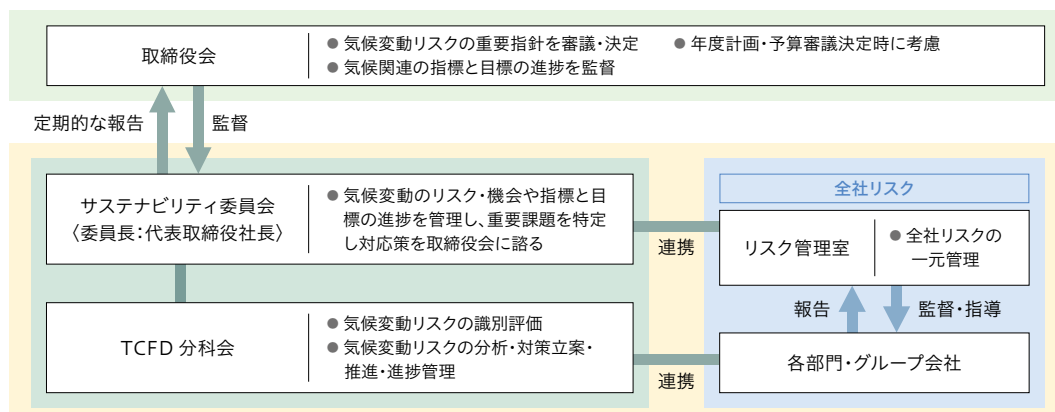 取締役会
● 気候変動リスクの重要指針を審議・決定
● 年度計画・予算審議決定時に考慮
● 気候関連の指標と目標の進捗を監督
定期的な報告
監督
サステナビリティ委員会
〈委員長：代表取締役社長〉
● 気候変動のリスク・機会や指標と目
標の進捗を管理し、重要課題を特定
し対応策を取締役会に諮る
連携
全社リスク
リスク管理室
● 全社リスクの
一元管理
報告
監督・指導
TCFD 分科会
● 気候変動リスクの識別評価
● 気候変動リスクの分析・対策立案・
推進・進捗管理
連携
各部門・グループ会社